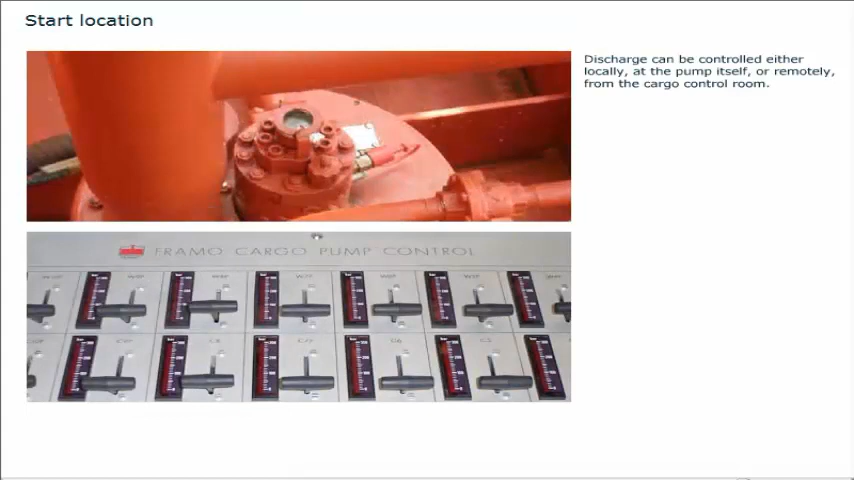 Start location
Discharge can be controlled either
locally, at the pump itself, or remotely,
from the cargo control room.
FRAMO CARGO PUMP CONTROL